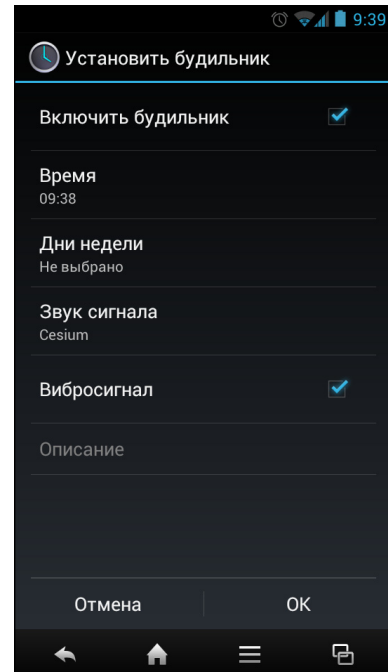 9:39
Установить будильник
Включить будильник
Время
09:38
Дни недели
Не выбрано
Звук сигнала
Cesium
Вибросигнал
Описание
Отмена
OK